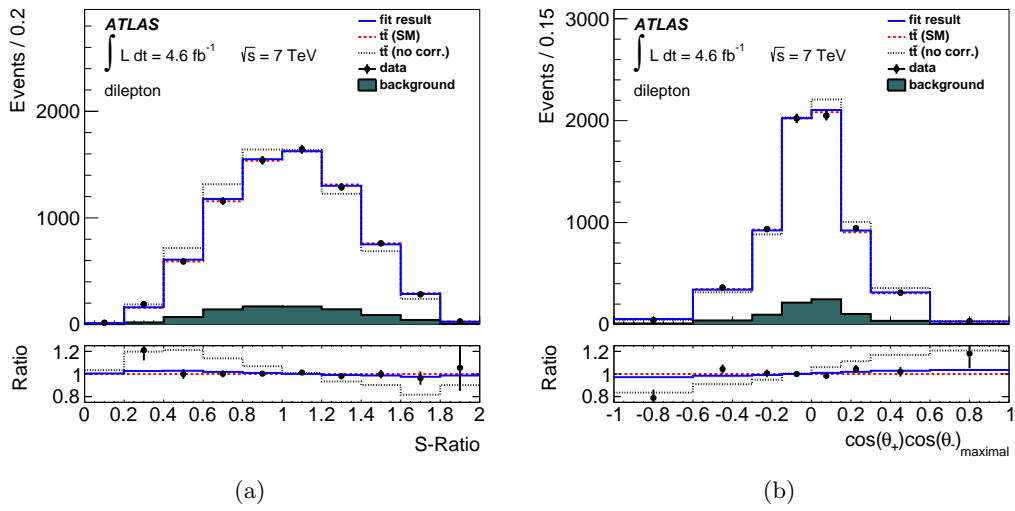 Events / 0.2
ATLAS
∫ L dt = 4.6 fb⁻¹ √s = 7 TeV
dilepton
fit result
tt̄ (SM)
tt̄ (no corr.)
data
background
2000
1000
0
Ratio
1.2
1
0.8
0 0.2 0.4 0.6 0.8 1 1.2 1.4 1.6 1.8 2
S-Ratio
(a)
Events / 0.15
3000
ATLAS
∫ L dt = 4.6 fb⁻¹ √s = 7 TeV
dilepton
fit result
tt̄ (SM)
tt̄ (no corr.)
data
background
2000
1000
0
Ratio
1.2
1
0.8
-1 -0.8 -0.6 -0.4 -0.2 0 0.2 0.4 0.6 0.8 1
cos(θ₊)cos(θ₋)maximal
(b)